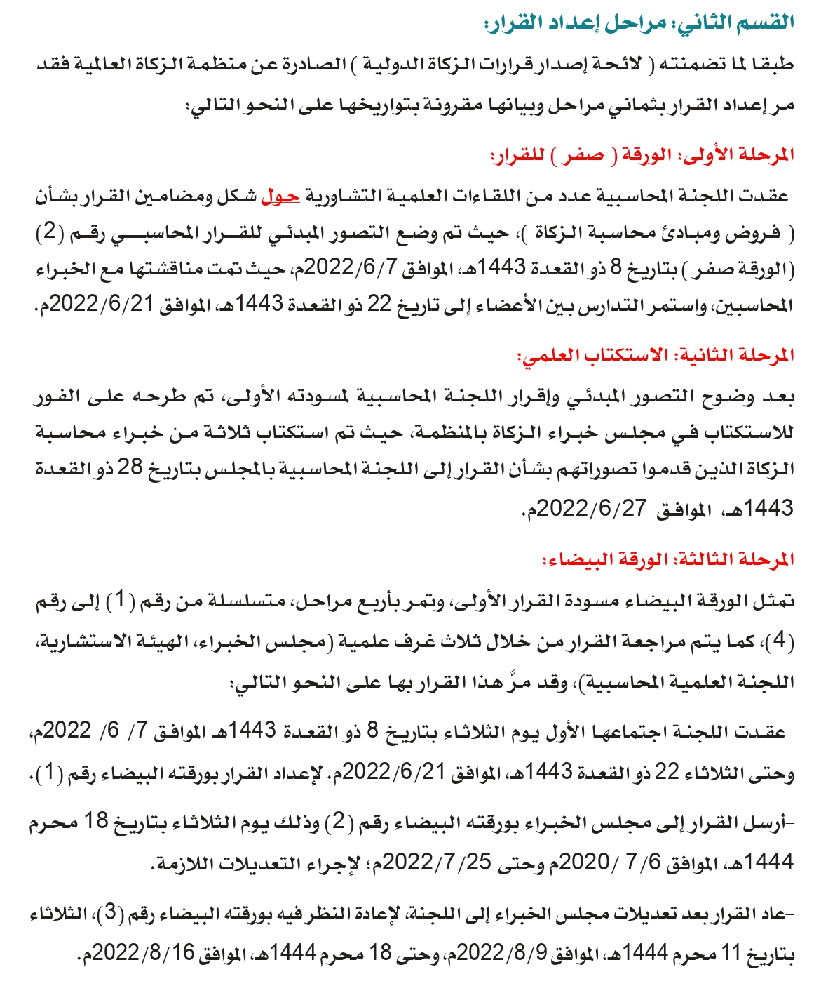 القسم الثاني: مراحل إعداد القرار:
طبقا لما تضمنته ( لائحة إصدار قرارات الزكاة الدولية ) الصادرة عن منظمة الزكاة العالمية فقد
مر إعداد القرار بثماني مراحل وبيانها مقرونة بتواريخها على النحو التالي:
المرحلة الأولى: الورقة ( صفر ) للقرار:
عقدت اللجنة المحاسبية عدد من اللقاءات العلمية التشاورية حول شكل ومضامين القرار بشأن
( فروض ومبادئ محاسبة الزكاة )، حيث تم وضع التصور المبدئي للقرار المحاسبي رقم (2)
(الورقة صفر ) بتاريخ 8 ذو القعدة 1443هـ، الموافق 2022/6/7م، حيث تمت مناقشتها مع الخبراء
المحاسبين، واستمر التدارس بين الأعضاء إلى تاريخ 22 ذو القعدة 1443هـ، الموافق 2022/6/21م.
المرحلة الثانية: الاستكتاب العلمي:
بعد وضوح التصور المبدئي وإقرار اللجنة المحاسبية لمسودته الأولى، تم طرحه على الفور
للاستكتاب في مجلس خبراء الزكاة بالمنظمة، حيث تم استكتاب ثلاثة من خبراء محاسبة
الزكاة الذين قدموا تصوراتهم بشأن القرار إلى اللجنة المحاسبية بالمجلس بتاريخ 28 ذو القعدة
1443هـ، الموافق 2022/6/27م.
المرحلة الثالثة: الورقة البيضاء:
تمثل الورقة البيضاء مسودة القرار الأولى، وتمر بأربع مراحل، متسلسلة من رقم (1) إلى رقم
(4)، كما يتم مراجعة القرار من خلال ثلاث غرف علمية (مجلس الخبراء، الهيئة الاستشارية،
اللجنة العلمية المحاسبية)، وقد مرَّ هذا القرار بها على النحو التالي:
-عقدت اللجنة اجتماعها الأول يوم الثلاثاء بتاريخ 8 ذو القعدة 1443هـ الموافق 7/ 6/ 2022م،
وحتى الثلاثاء 22 ذو القعدة 1443هـ، الموافق 2022/6/21م. لإعداد القرار بورقته البيضاء رقم (1).
-أرسل القرار إلى مجلس الخبراء بورقته البيضاء رقم (2) وذلك يوم الثلاثاء بتاريخ 18 محرم
1444هـ، الموافق 7/6 /2020م وحتى 2022/7/25م؛ لإجراء التعديلات اللازمة.
-عاد القرار بعد تعديلات مجلس الخبراء إلى اللجنة، لإعادة النظر فيه بورقته البيضاء رقم (3)، الثلاثاء
بتاريخ 11 محرم 1444هـ، الموافق 2022/8/9م، وحتى 18 محرم 1444هـ، الموافق 2022/8/16م.